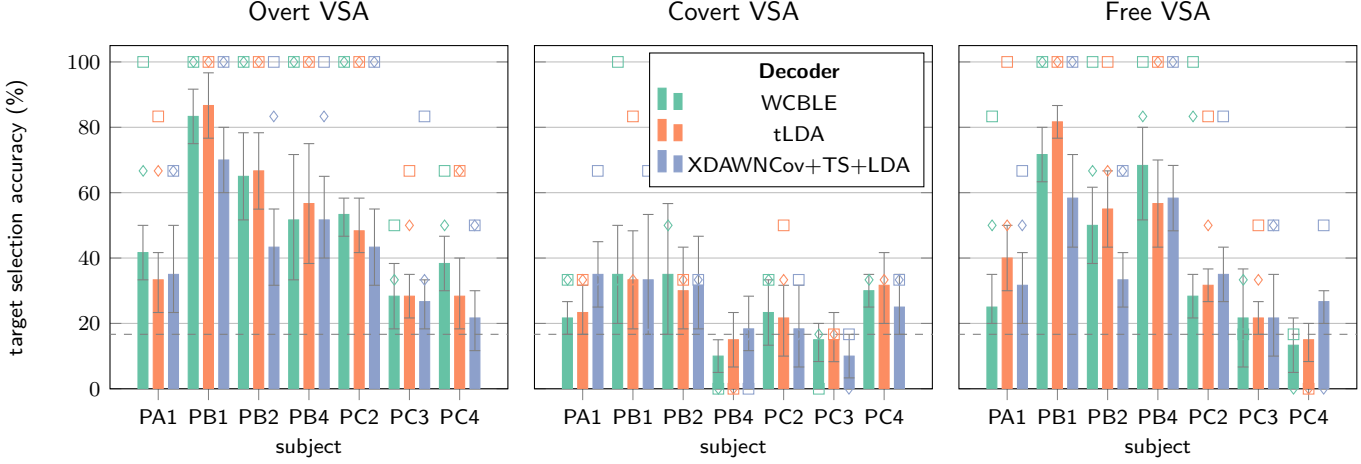 Overt VSA
Covert VSA
Free VSA
target selection accuracy (%)
100
80
60
40
20
0
Decoder
WCBLE
tLDA
XDAWNCov+TS+LDA
PA1 PB1 PB2 PB4 PC2 PC3 PC4
PA1 PB1 PB2 PB4 PC2 PC3 PC4
PA1 PB1 PB2 PB4 PC2 PC3 PC4
subject
subject
subject